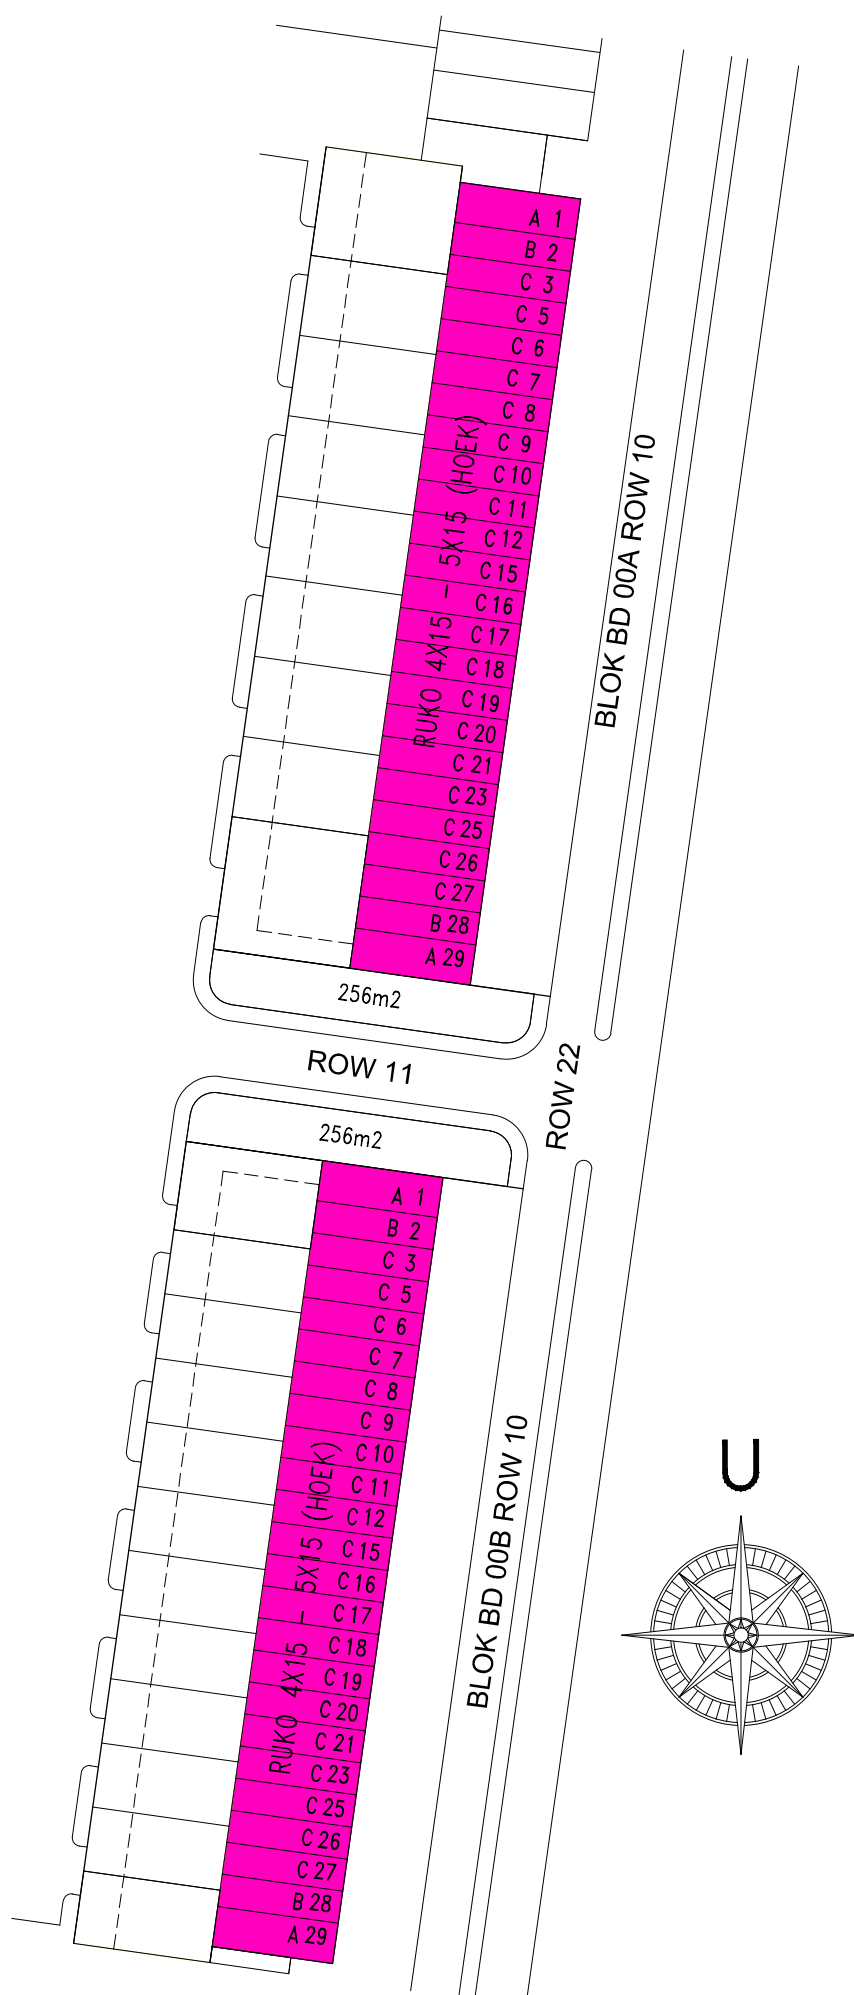 A 1
B 2
C 3
C 5
C 6
C 7
C 8
C 9
C 10
C 11
C 12
C 15
C 16
C 17
C 18
C 19
C 20
C 21
C 23
C 25
C 26
C 27
B 28
A 29
RUKO 4X15 - 5X15 (HOEK)
BLOK BD 00A ROW 10
256m2
ROW 11
ROW 22
256m2
A 1
B 2
C 3
C 5
C 6
C 7
C 8
C 9
C 10
C 11
C 12
C 15
C 16
C 17
C 18
C 19
C 20
C 21
C 23
C 25
C 26
C 27
B 28
A 29
RUKO 4X15 - 5X15 (HOEK)
BLOK BD 00B ROW 10
U